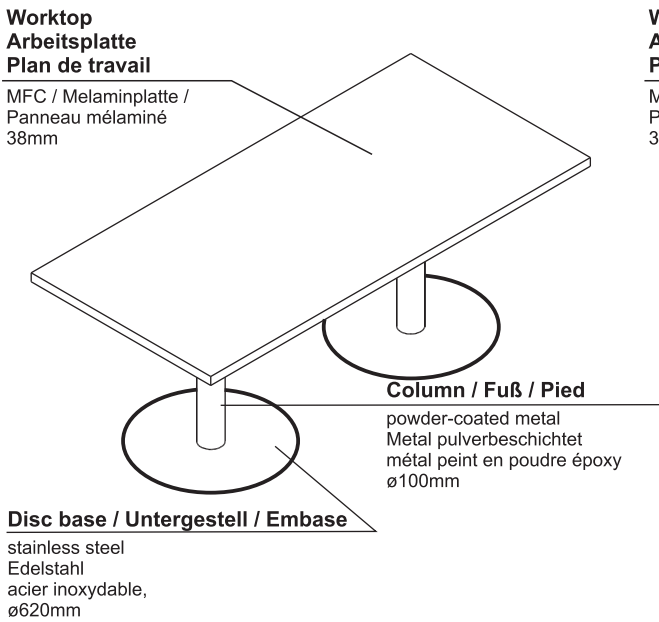 Worktop
Arbeitsplatte
Plan de travail
MFC / Melaminplatte /
Panneau mélaminé
38mm
Column / Fuß / Pied
powder-coated metal
Metal pulverbeschichtet
métal peint en poudre époxy
ø100mm
Disc base / Untergestell / Embase
stainless steel
Edelstahl
acier inoxydable,
ø620mm